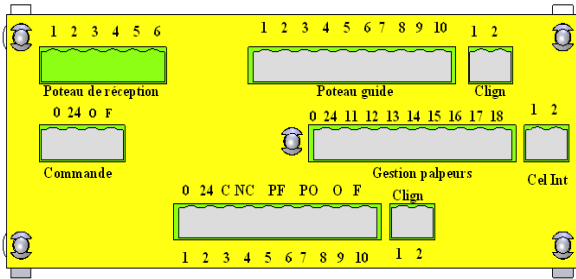 1 2 3 4 5 6
1 2 3 4 5 6 7 8 9 10
1 2
Poteau de réception
Poteau guide
Clign
0 24 O F
0 24 11 12 13 14 15 16 17 18
1 2
Commande
Gestion palpeurs
Cel Int
0 24 C NC PF PO O F
Clign
1 2 3 4 5 6 7 8 9 10
1 2